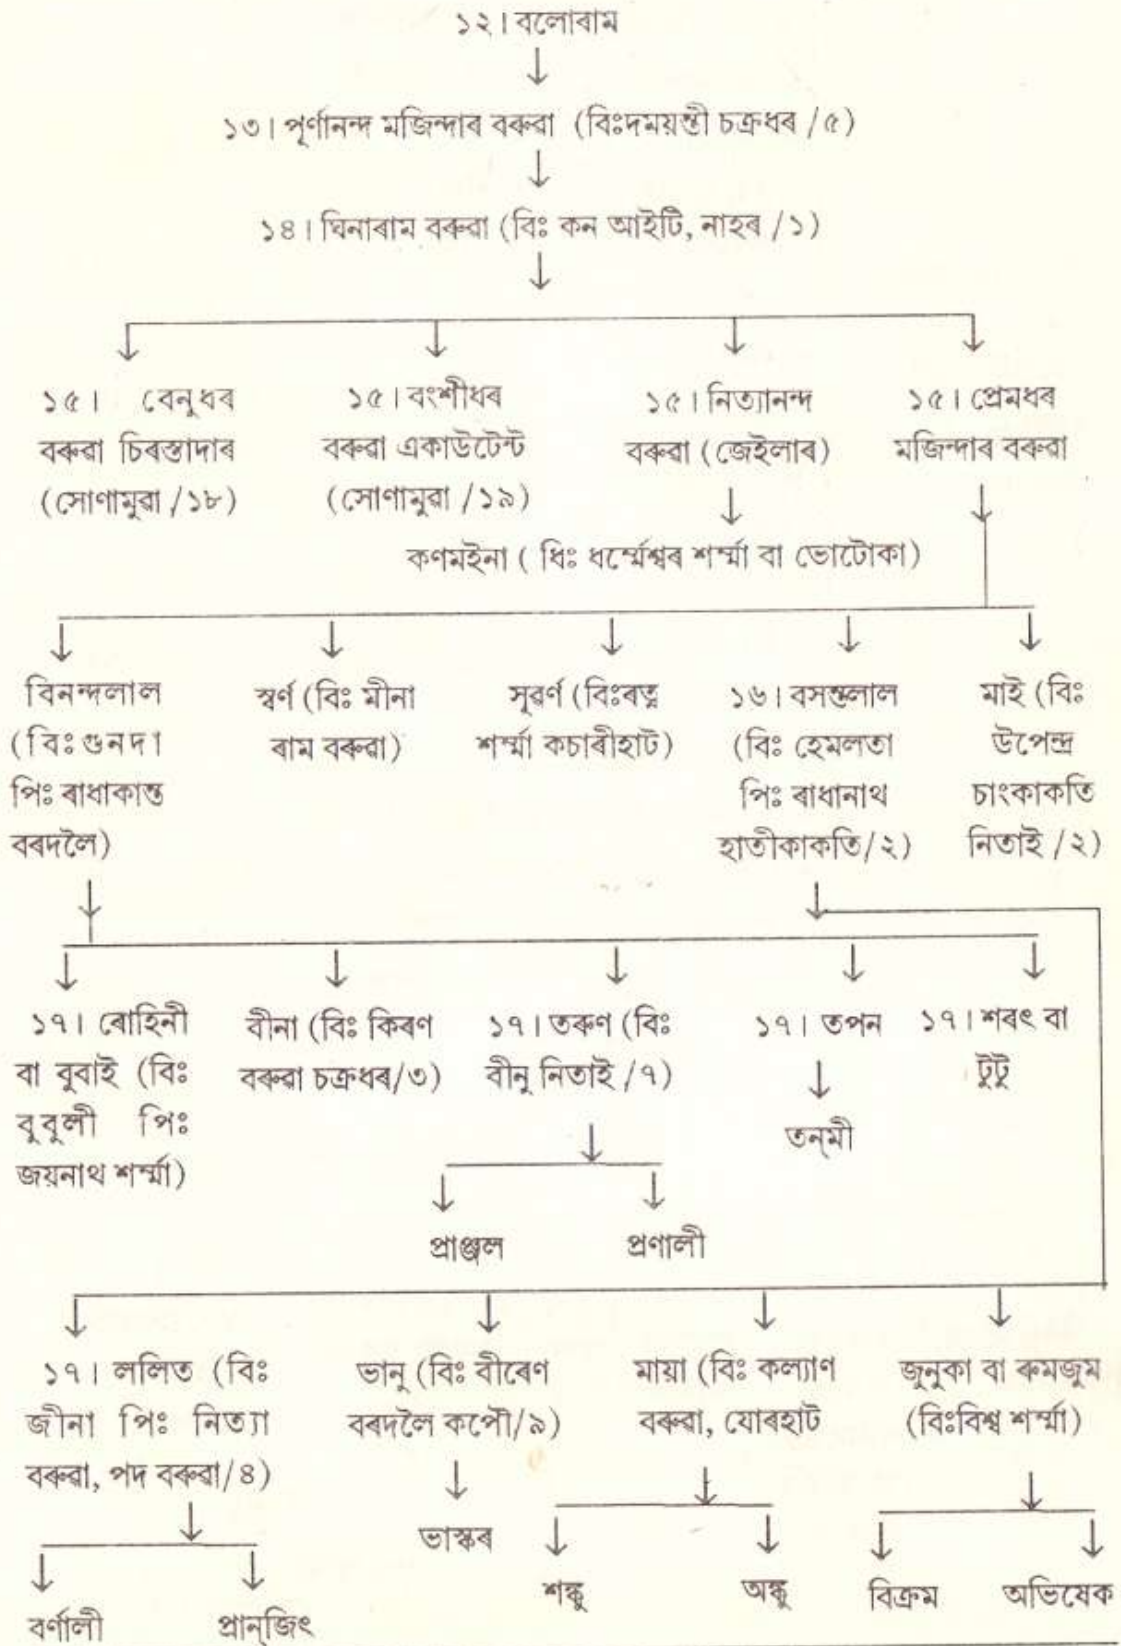 ১২। বলোৰাম
১৩। পূৰ্ণানন্দ মজিন্দাৰ বৰুৱা (বিঃদময়ন্তী চক্ৰধৰ /৫)
১৪। ঘিনাৰাম বৰুৱা (বিঃ কন আইটি, নাহৰ /১)
১৫। বেনুধৰ ১৫। বংশীধৰ ১৫। নিত্যানন্দ ১৫। প্ৰেমধৰ
বৰুৱা চিৰস্তাদাৰ বৰুৱা একাউটেন্ট বৰুৱা (জেইলাৰ) মজিন্দাৰ বৰুৱা
(সোণামুৱা /১৮) (সোণামুৱা /১৯)
কণমইনা ( ধিঃ ধৰ্ম্মেশ্বৰ শৰ্ম্মা বা ভোটোকা)
বিনন্দলাল স্বৰ্ণ (বিঃ মীনা সূৱৰ্ণ (বিঃৰত্ন ১৬। বসন্তলাল মাই (বিঃ
(বিঃ গুনদা ৰাম বৰুৱা) শৰ্ম্মা কচাৰীহাট) (বিঃ হেমলতা উপেন্দ্ৰ
পিঃ ৰাধাকান্ত পিঃ ৰাধানাথ চাংকাকতি
বৰদলৈ) হাতীকাকতি/২) নিতাই /২)
১৭। ৰোহিনী বীনা (বিঃ কিৰণ ১৭। তৰুণ (বিঃ ১৭। তপন ১৭। শৰৎ বা
বা বুবাই (বিঃ বৰুৱা চক্ৰধৰ/৩) বীনু নিতাই /৭) টুটু
বুবুলী পিঃ তন্মী
জয়নাথ শৰ্ম্মা)
প্ৰাঞ্জল প্ৰণালী
১৭। ললিত (বিঃ ভানু (বিঃ বীৰেণ মায়া (বিঃ কল্যাণ জুনুকা বা ৰুমজুম
জীনা পিঃ নিত্যা বৰদলৈ কপৌ/৯) বৰুৱা, যোৰহাট (বিঃবিশ্ব শৰ্ম্মা)
বৰুৱা, পদ বৰুৱা/৪)
ভাস্কৰ
শঙ্কু অঙ্কু বিক্ৰম অভিষেক
বৰ্ণালী প্ৰান্জিৎ